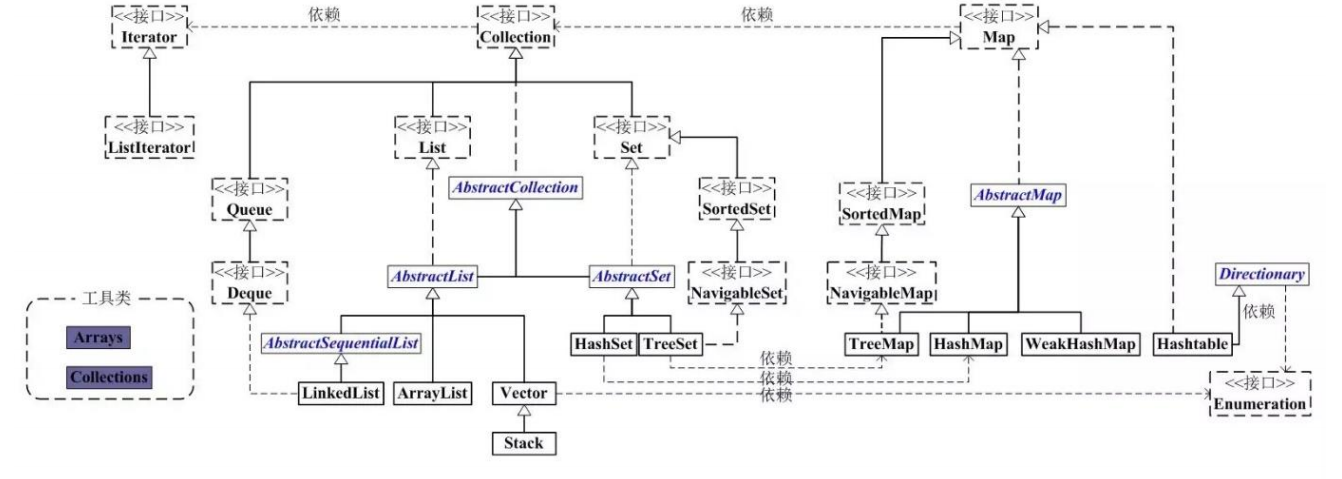 <<接口>>
Iterator
依赖
<<接口>>
Collection
依赖
<<接口>>
Map
<<接口>>
ListIterator
<<接口>>
List
<<接口>>
Set
<<接口>>
Queue
AbstractCollection
<<接口>>
SortedSet
<<接口>>
SortedMap
AbstractMap
<<接口>>
Deque
AbstractList
AbstractSet
<<接口>>
NavigableSet
<<接口>>
NavigableMap
Directionary
工具类
Arrays
Collections
依赖
AbstractSequentialList
HashSet
TreeSet
TreeMap
HashMap
WeakHashMap
Hashtable
依赖
依赖
依赖
LinkedList
ArrayList
Vector
<<接口>>
Enumeration
Stack